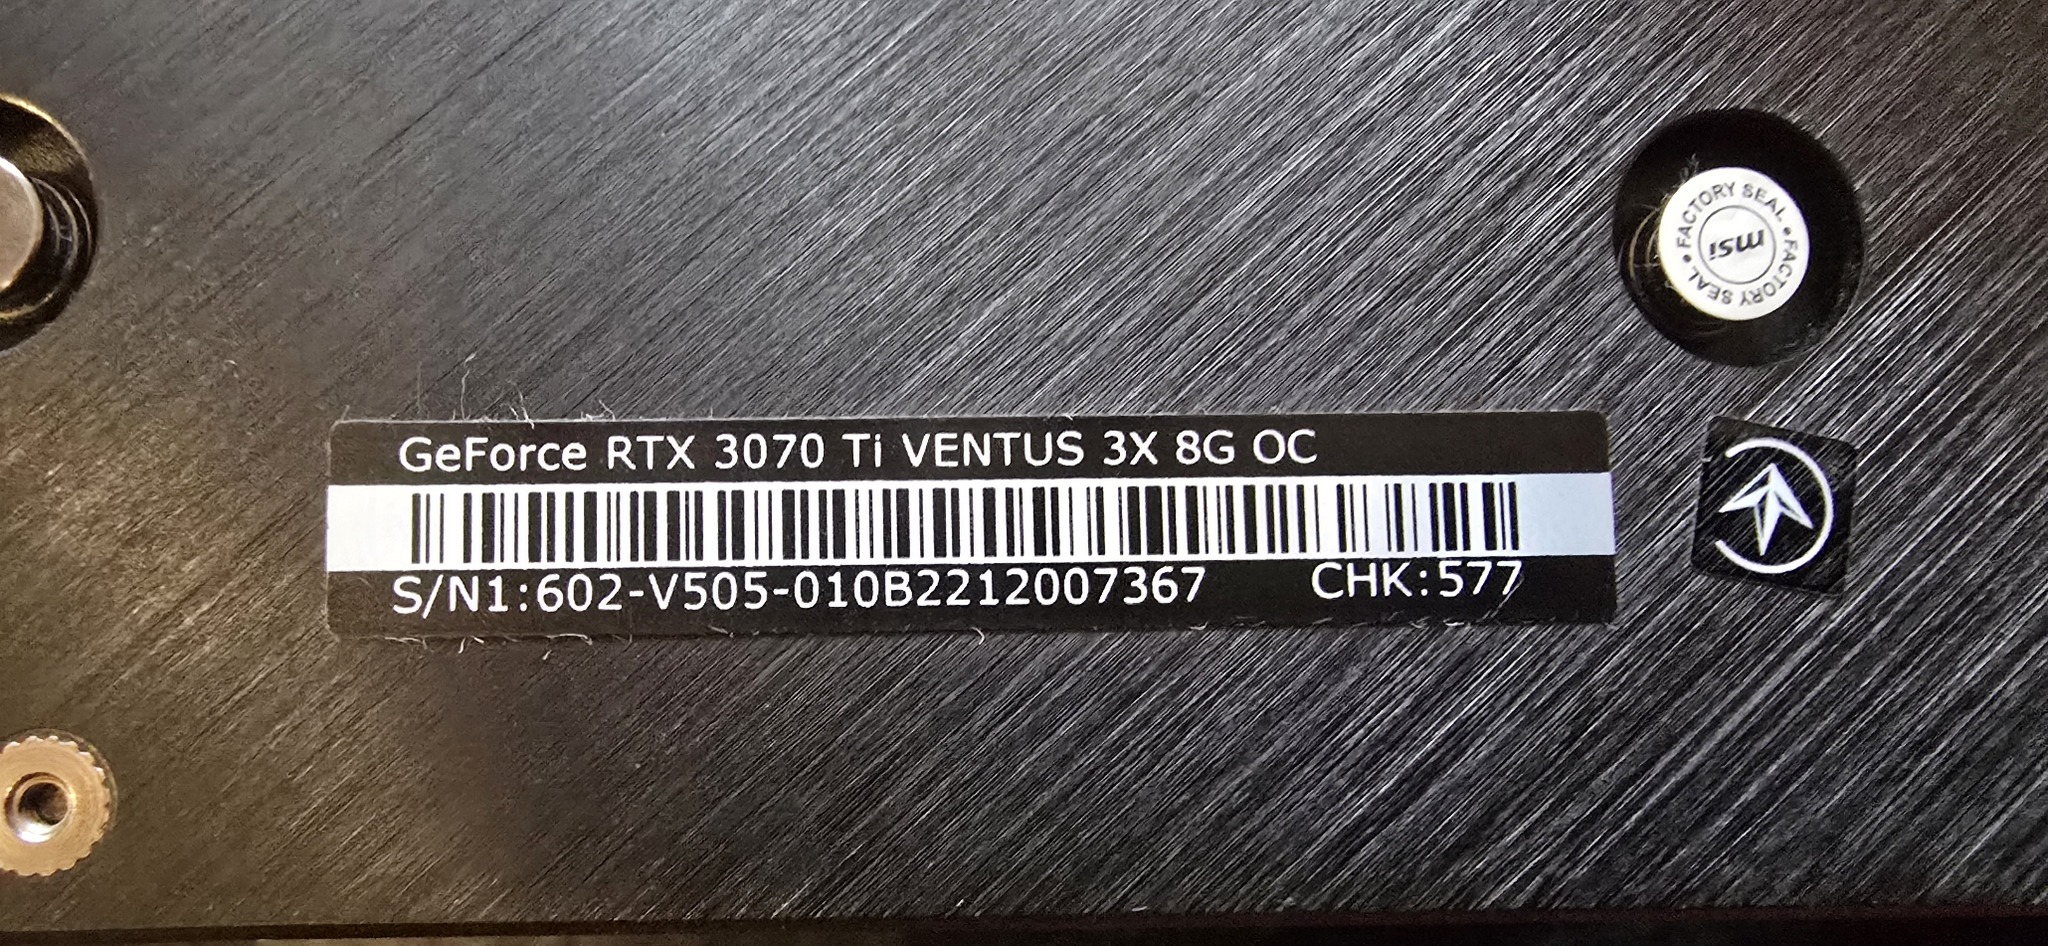 FACTORY SEAL • FACTORY SEAL •
msi
GeForce RTX 3070 Ti VENTUS 3X 8G OC
S/N1:602-V505-010B2212007367 CHK:577